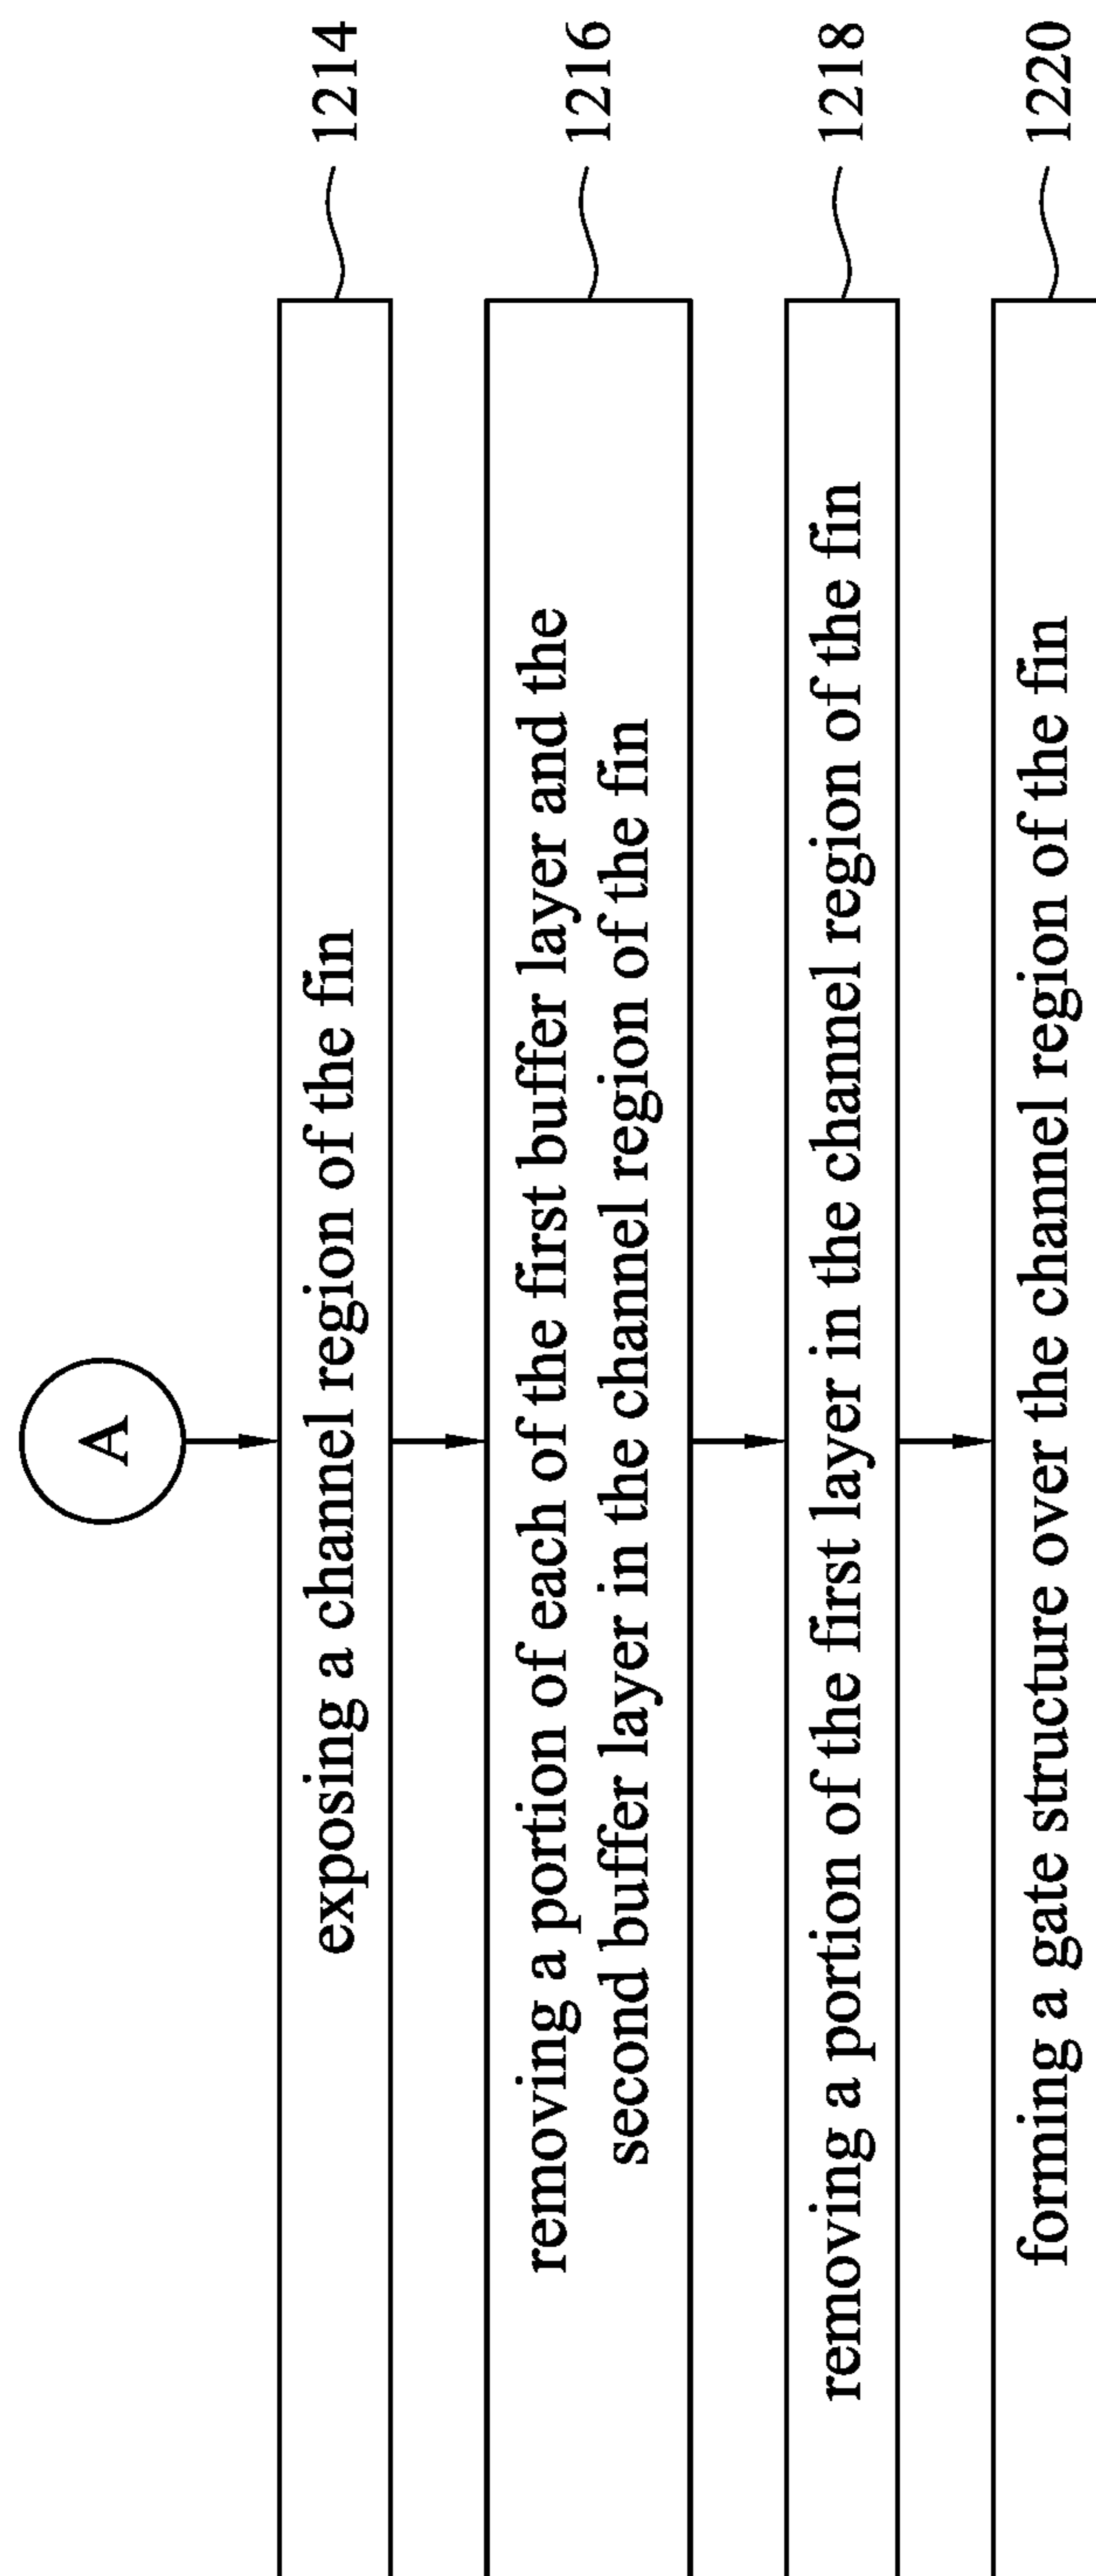 A
exposing a channel region of the fin
1214
removing a portion of each of the first buffer layer and the
second buffer layer in the channel region of the fin
1216
removing a portion of the first layer in the channel region of the fin
1218
forming a gate structure over the channel region of the fin
1220